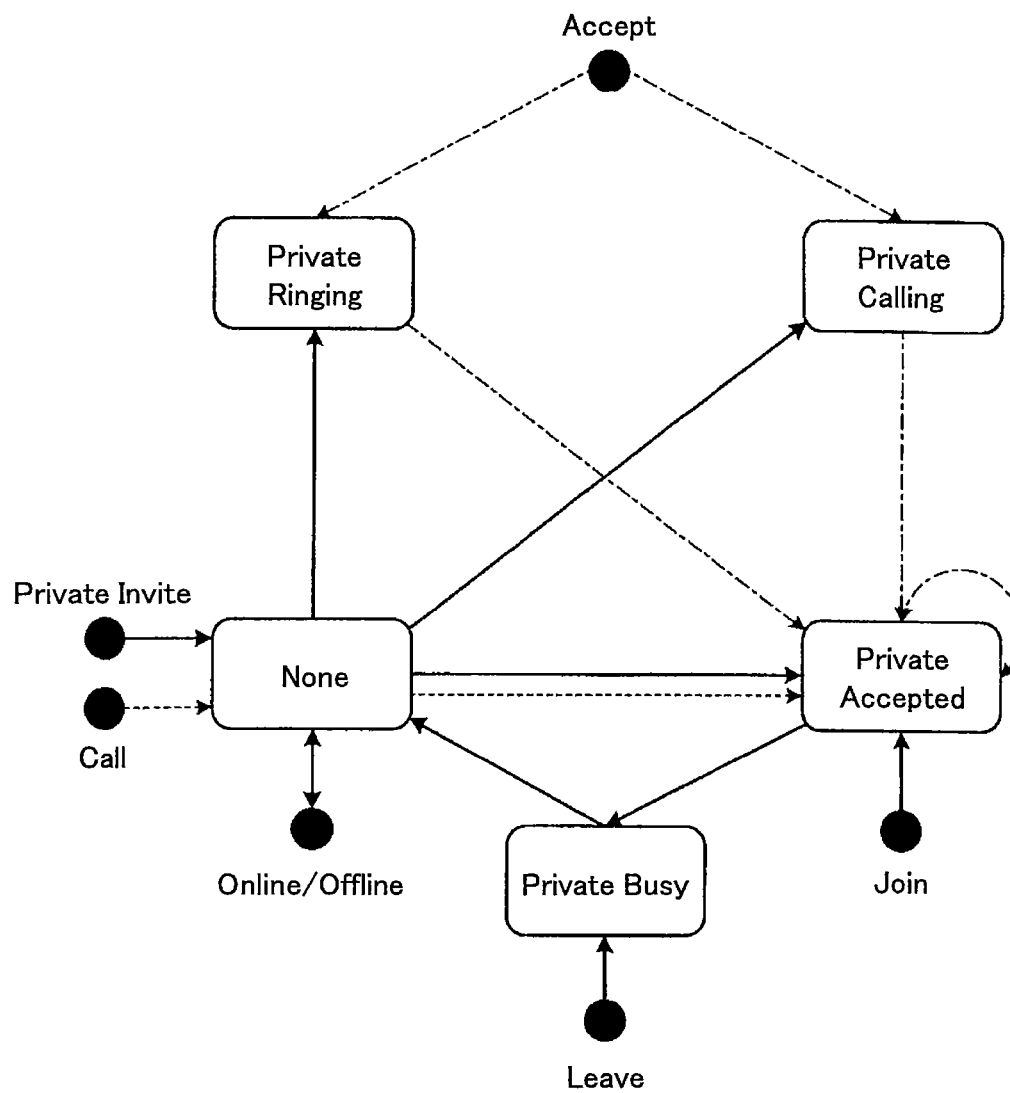 Accept
Private
Ringing
Private
Calling
Private Invite
None
Private
Accepted
Call
Online/Offline
Private Busy
Join
Leave